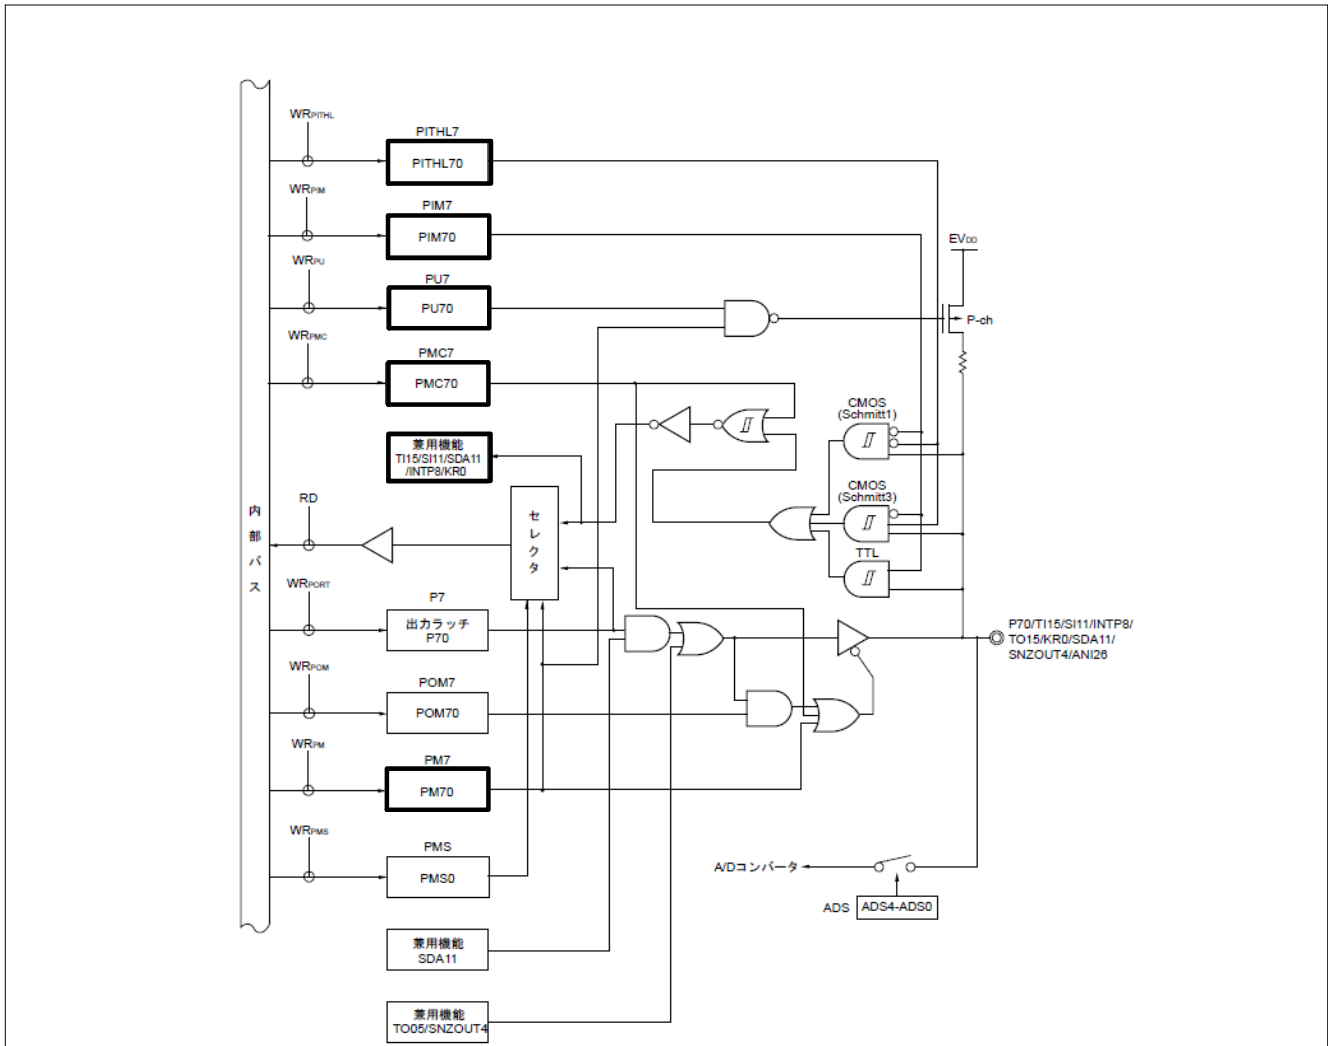 WRPITHL
PITHL7
PITHL70
WRPIM
PIM7
PIM70
EVDD
WRPU
PU7
PU70
P-ch
WRPMC
PMC7
PMC70
CMOS
(Schmitt1)
兼用機能
TI15/SI11/SDA11
/INTP8/KR0
CMOS
(Schmitt3)
RD
セレクタ
内部バス
TTL
WRPORT
P7
出力ラッチ
P70
P70/TI15/SI11/INTP8/
TO15/KR0/SDA11/
SNZOUT4/ANI26
WRPOM
POM7
POM70
WRPM
PM7
PM70
WRPMS
PMS
PMS0
A/Dコンバータ
ADS
ADS4-ADS0
兼用機能
SDA11
兼用機能
TO05/SNZOUT4